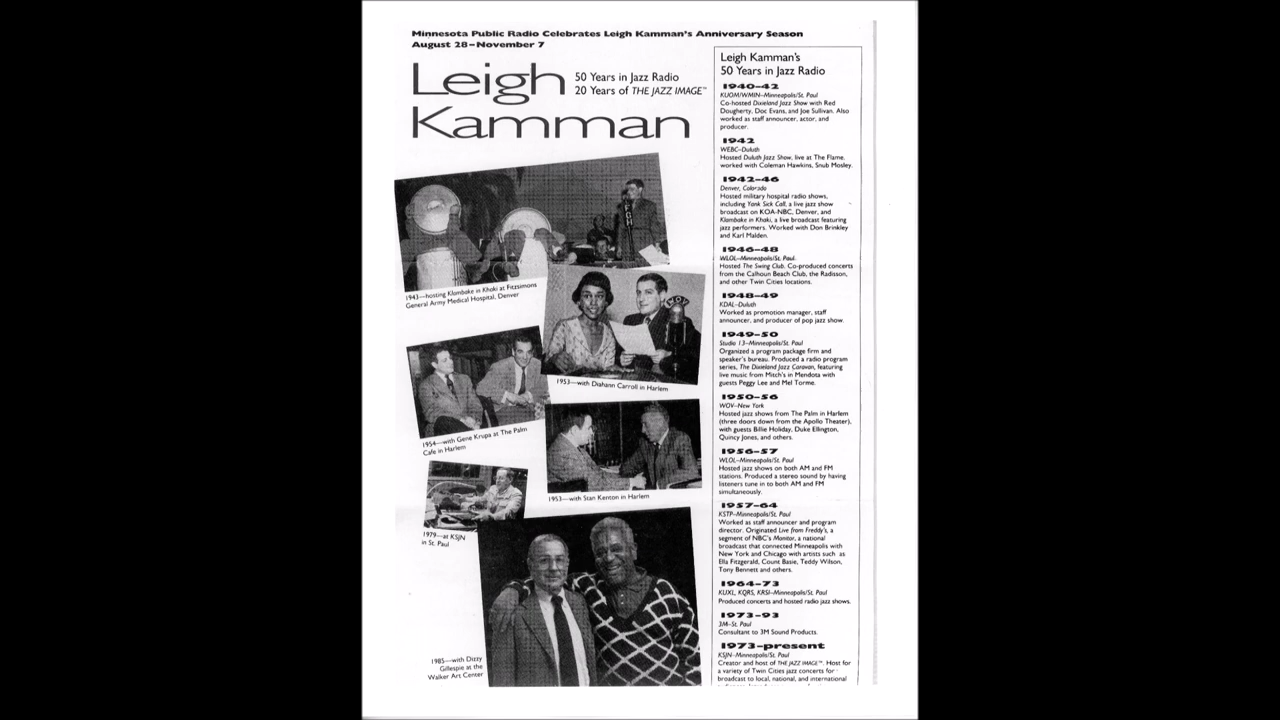 Minnesota Public Radio Celebrates Leigh Kamman's Anniversary Season
August 28–November 7
Leigh
Kamman
50 Years in Jazz Radio
20 Years of THE JAZZ IMAGE™
KGH
1943—hosting Klambake in Khaki at Fitzsimons
General Army Medical Hospital, Denver
WOV
1953—with Diahann Carroll in Harlem
1954—with Gene Krupa at The Palm
Cafe in Harlem
1953—with Stan Kenton in Harlem
1979—at KSJN
in St. Paul
1985—with Dizzy
Gillespie at the
Walker Art Center
Leigh Kamman's
50 Years in Jazz Radio
1940–42
KUOM/WMIN–Minneapolis/St. Paul
Co-hosted Dixieland Jazz Show with Red
Dougherty, Doc Evans, and Joe Sullivan. Also
worked as staff announcer, actor, and
producer.
1942
WEBC–Duluth
Hosted Duluth Jazz Show, live at The Flame,
worked with Coleman Hawkins, Snub Mosley.
1942–46
Denver, Colorado
Hosted military hospital radio shows,
including Yank Sick Call, a live jazz show
broadcast on KOA-NBC, Denver, and
Klambake in Khaki, a live broadcast featuring
jazz performers. Worked with Don Brinkley
and Karl Malden.
1946–48
WLOL–Minneapolis/St. Paul
Hosted The Swing Club. Co-produced concerts
from the Calhoun Beach Club, the Radisson,
and other Twin Cities locations.
1948–49
KDAL–Duluth
Worked as promotion manager, staff
announcer, and producer of pop jazz show.
1949–50
Studio 13–Minneapolis/St. Paul
Organized a program package firm and
speaker's bureau. Produced a radio program
series, The Dixieland Jazz Caravan, featuring
live music from Mitch's in Mendota with
guests Peggy Lee and Mel Torme.
1950–56
WOV–New York
Hosted jazz shows from The Palm in Harlem
(three doors down from the Apollo Theater),
with guests Billie Holiday, Duke Ellington,
Quincy Jones, and others.
1956–57
WLOL–Minneapolis/St. Paul
Hosted jazz shows on both AM and FM
stations. Produced a stereo sound by having
listeners tune in to both AM and FM
simultaneously.
1957–64
KSTP–Minneapolis/St. Paul
Worked as staff announcer and program
director. Originated Live from Freddy's, a
segment of NBC's Monitor, a national
broadcast that connected Minneapolis with
New York and Chicago with artists such as
Ella Fitzgerald, Count Basie, Teddy Wilson,
Tony Bennett and others.
1964–73
KUXL, KQRS, KRSI–Minneapolis/St. Paul
Produced concerts and hosted radio jazz shows.
1973–93
3M–St. Paul
Consultant to 3M Sound Products.
1973–present
KSJN–Minneapolis/St. Paul
Creator and host of THE JAZZ IMAGE™. Host for
a variety of Twin Cities jazz concerts for
broadcast to local, national, and international